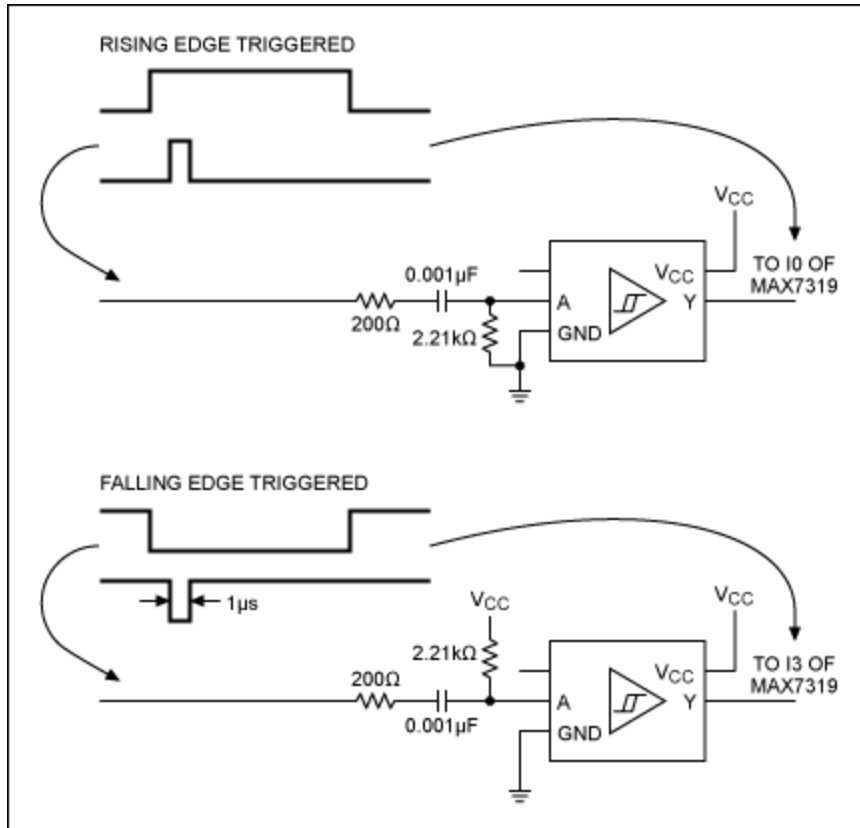 RISING EDGE TRIGGERED
VCC
0.001µF
VCC
TO I0 OF
MAX7319
A
Y
200Ω
2.21kΩ
GND
FALLING EDGE TRIGGERED
1µs
VCC
VCC
2.21kΩ
200Ω
VCC
TO I3 OF
MAX7319
A
Y
0.001µF
GND